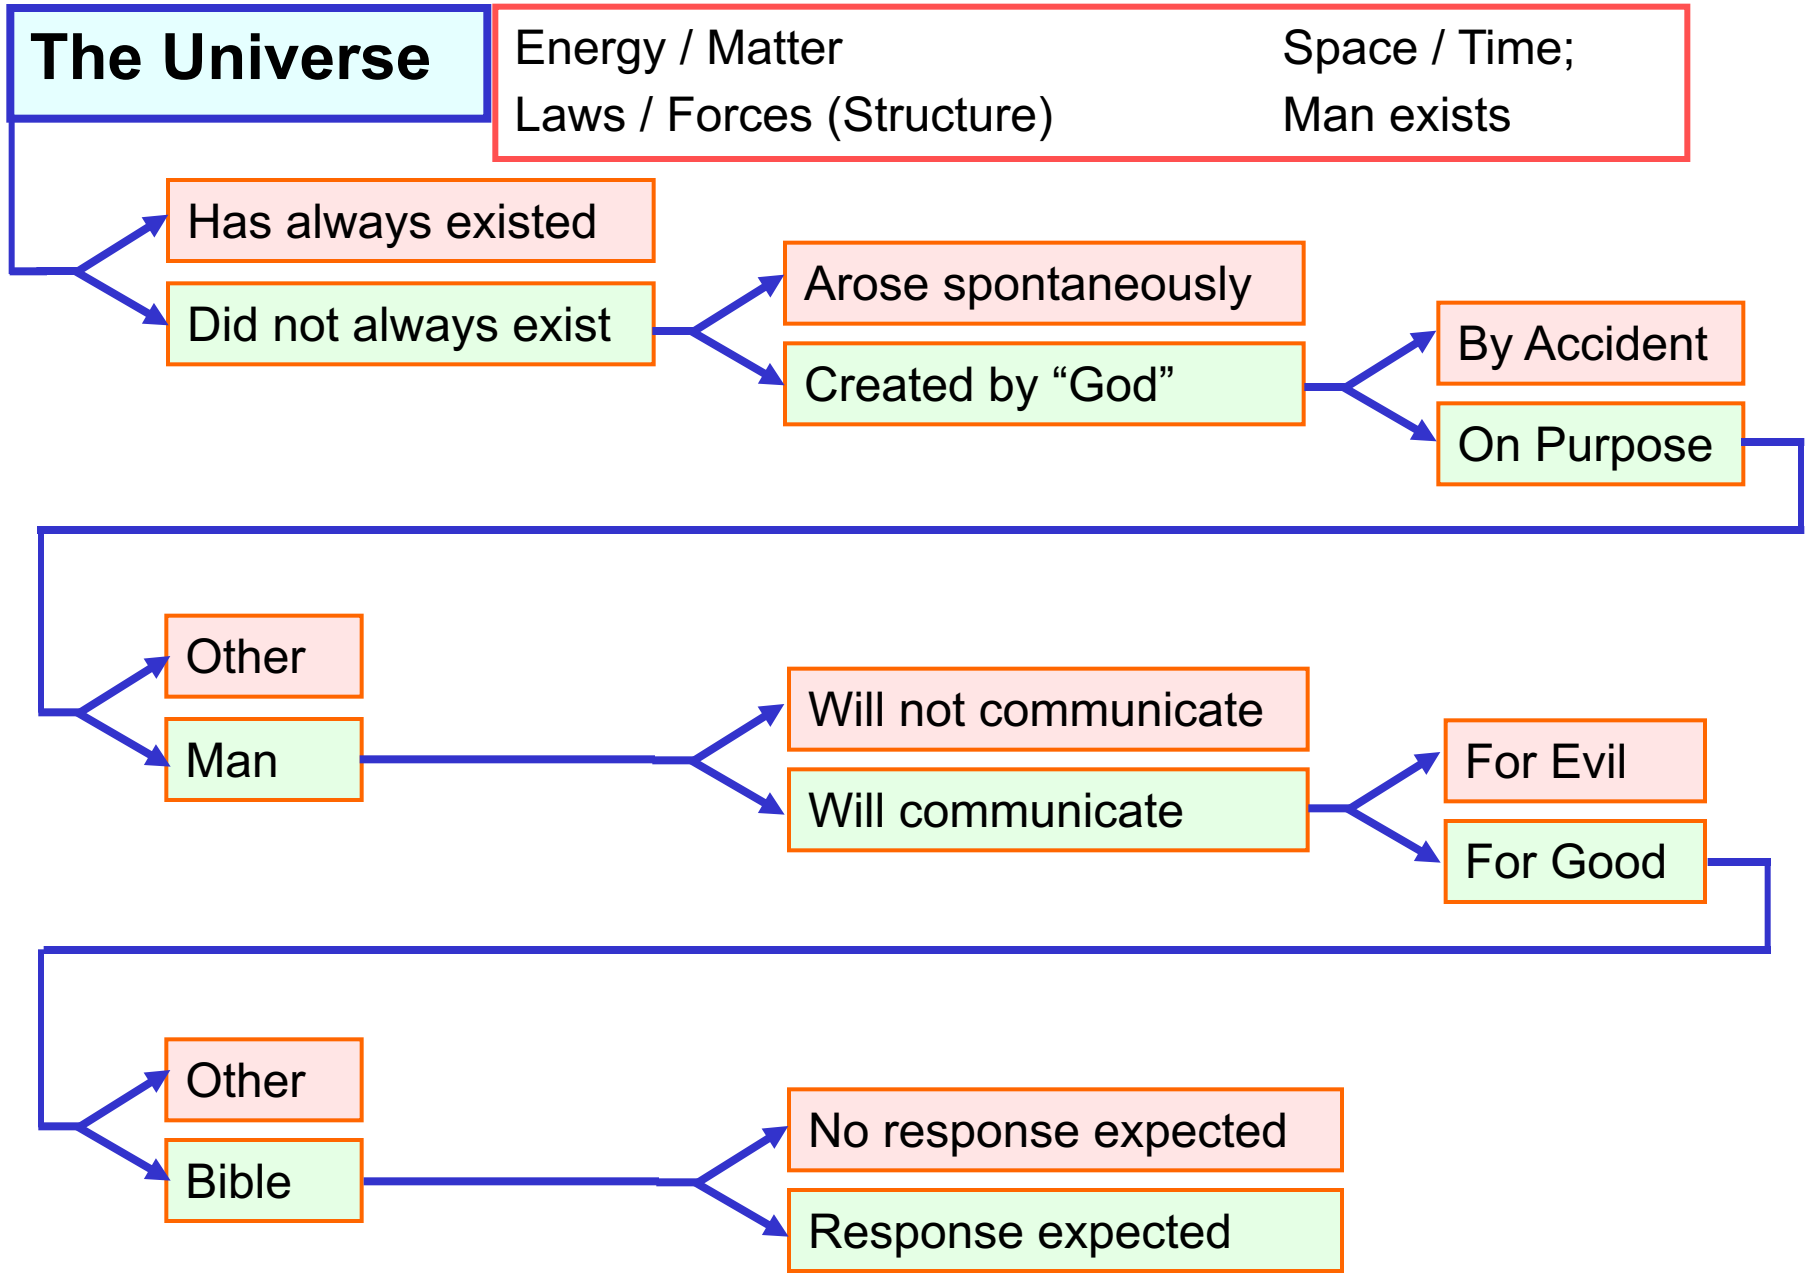 The Universe
Energy / Matter
Space / Time;
Laws / Forces (Structure)
Man exists
Has always existed
Did not always exist
Arose spontaneously
Created by “God”
By Accident
On Purpose
Other
Man
Will not communicate
Will communicate
For Evil
For Good
Other
Bible
No response expected
Response expected